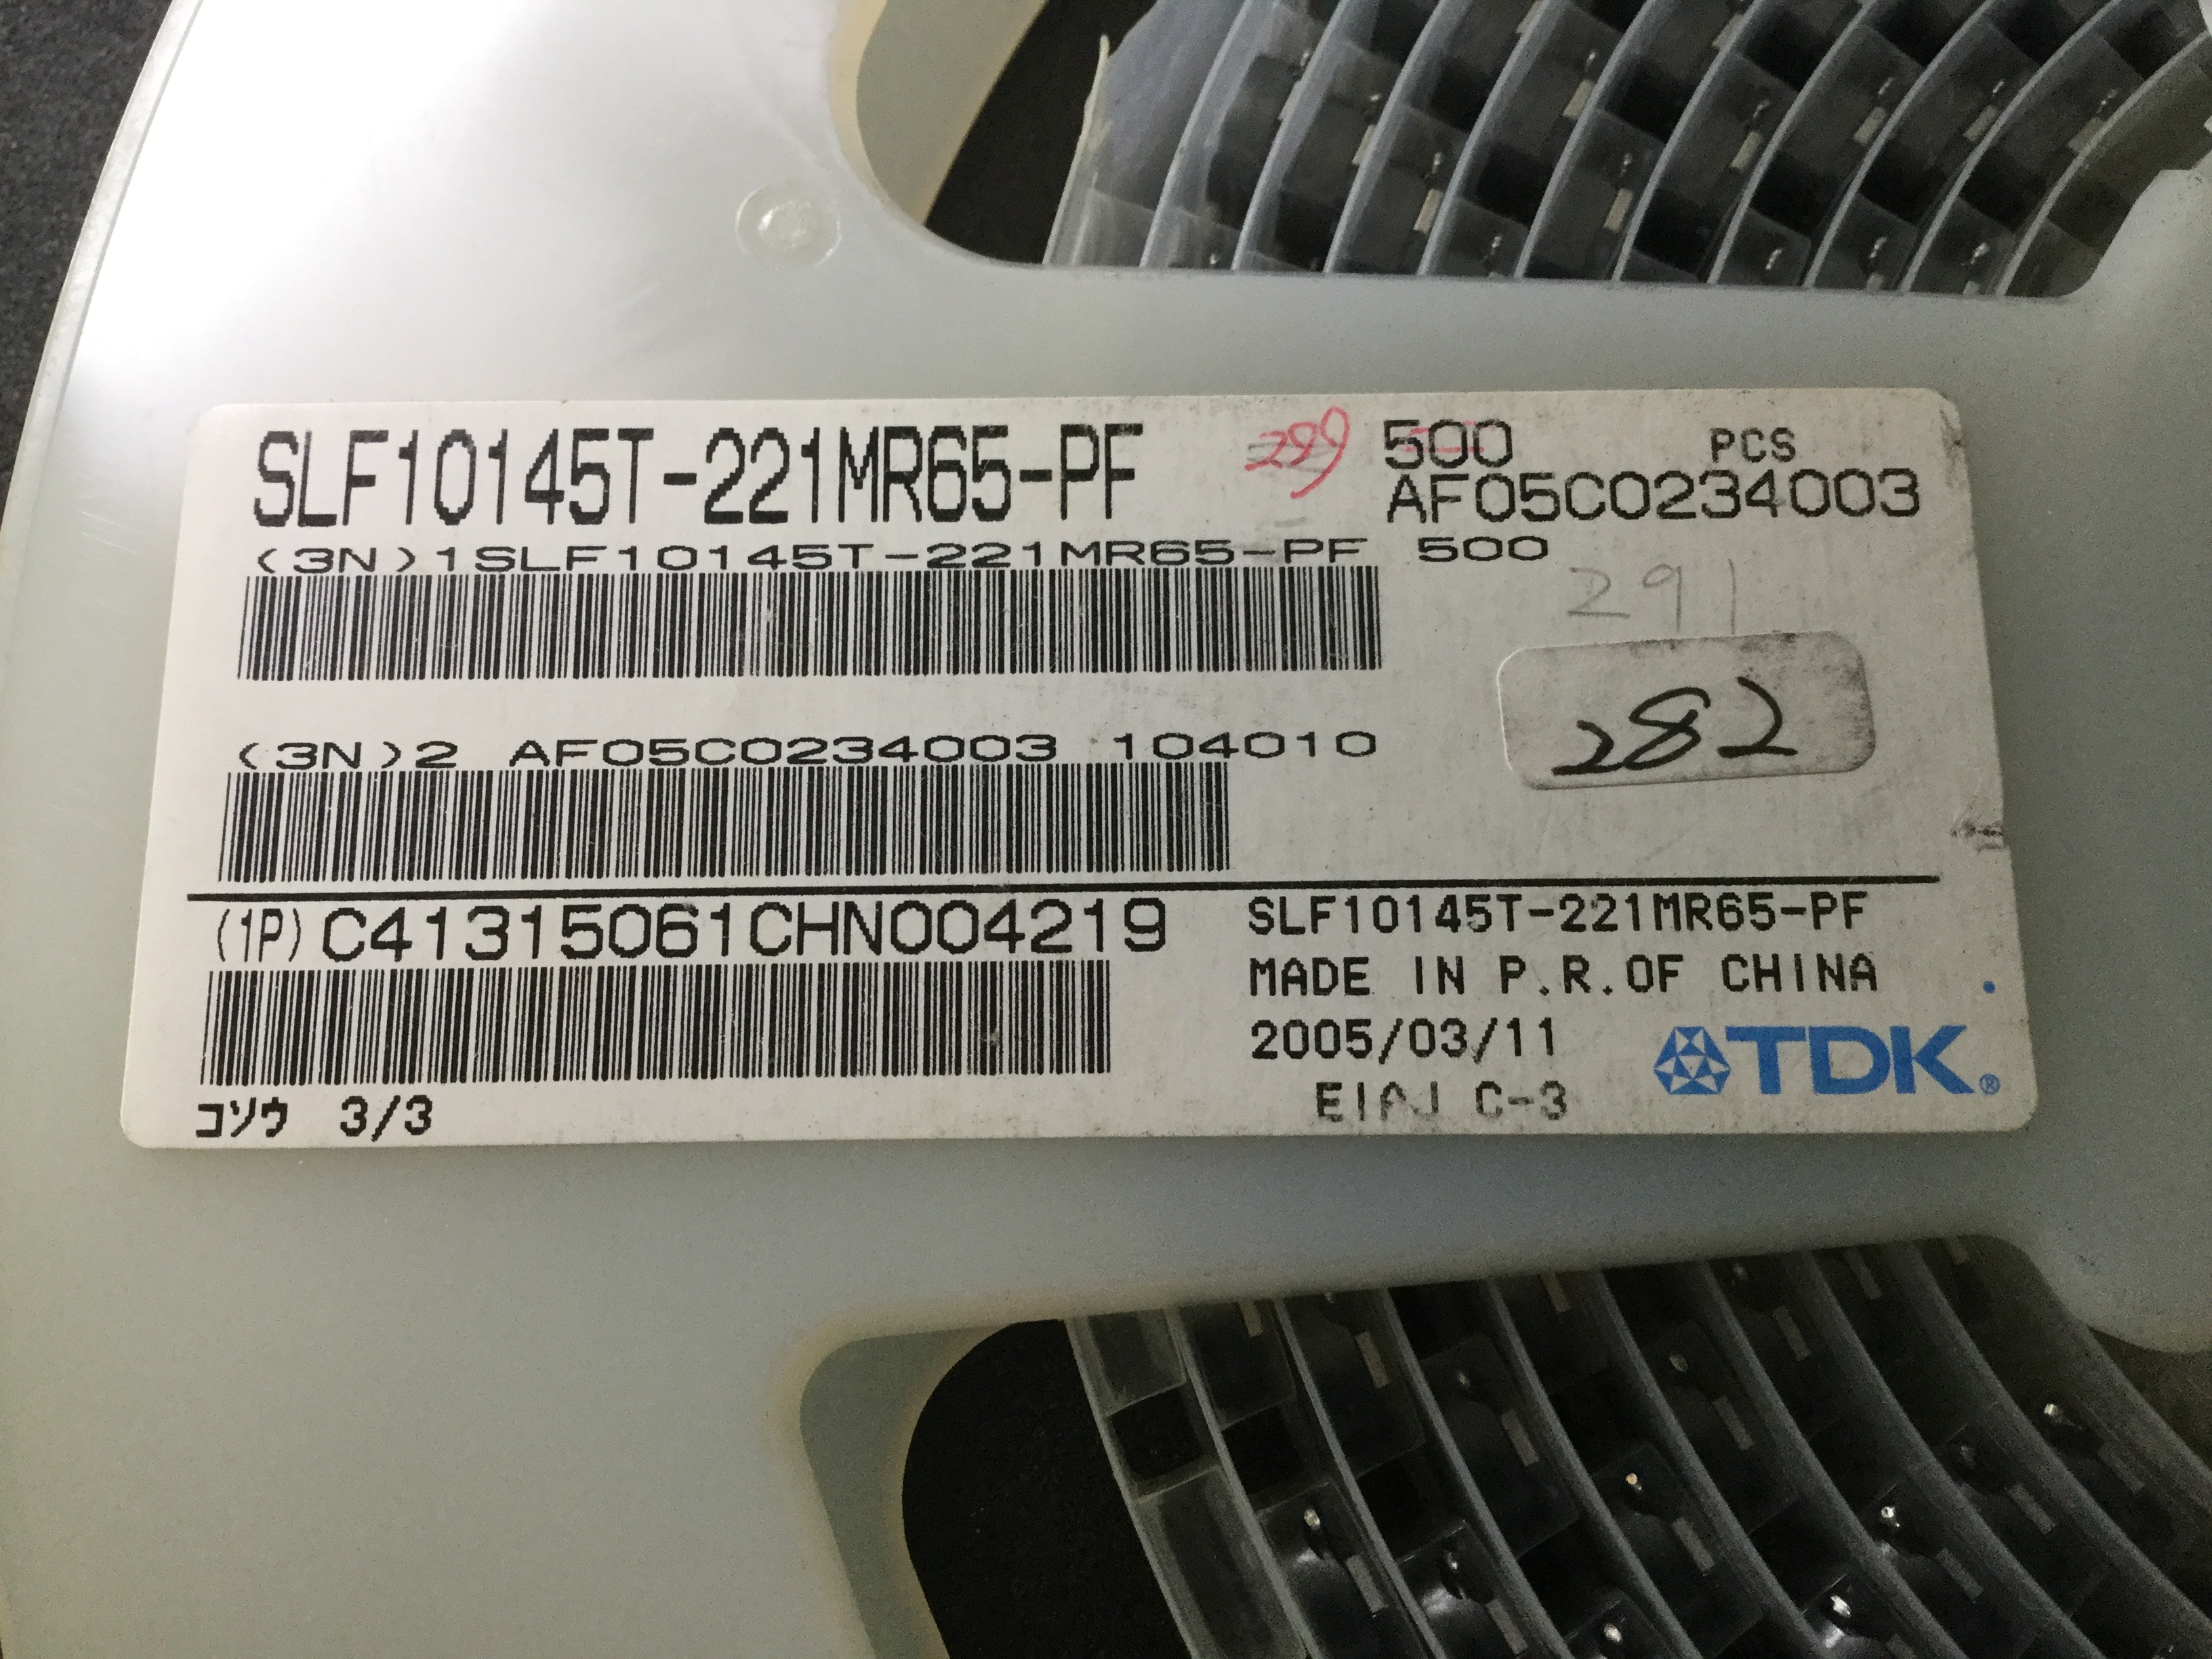 SLF10145T-221MR65-PF 299 500 PCS
AF05C0234003
(3N)1SLF10145T-221MR65-PF 500
291
282
(3N)2 AF05C0234003 104010
(1P)C41315061CHN004219
コソウ 3/3
SLF10145T-221MR65-PF
MADE IN P.R.OF CHINA
2005/03/11
EIAJ C-3
TDK®